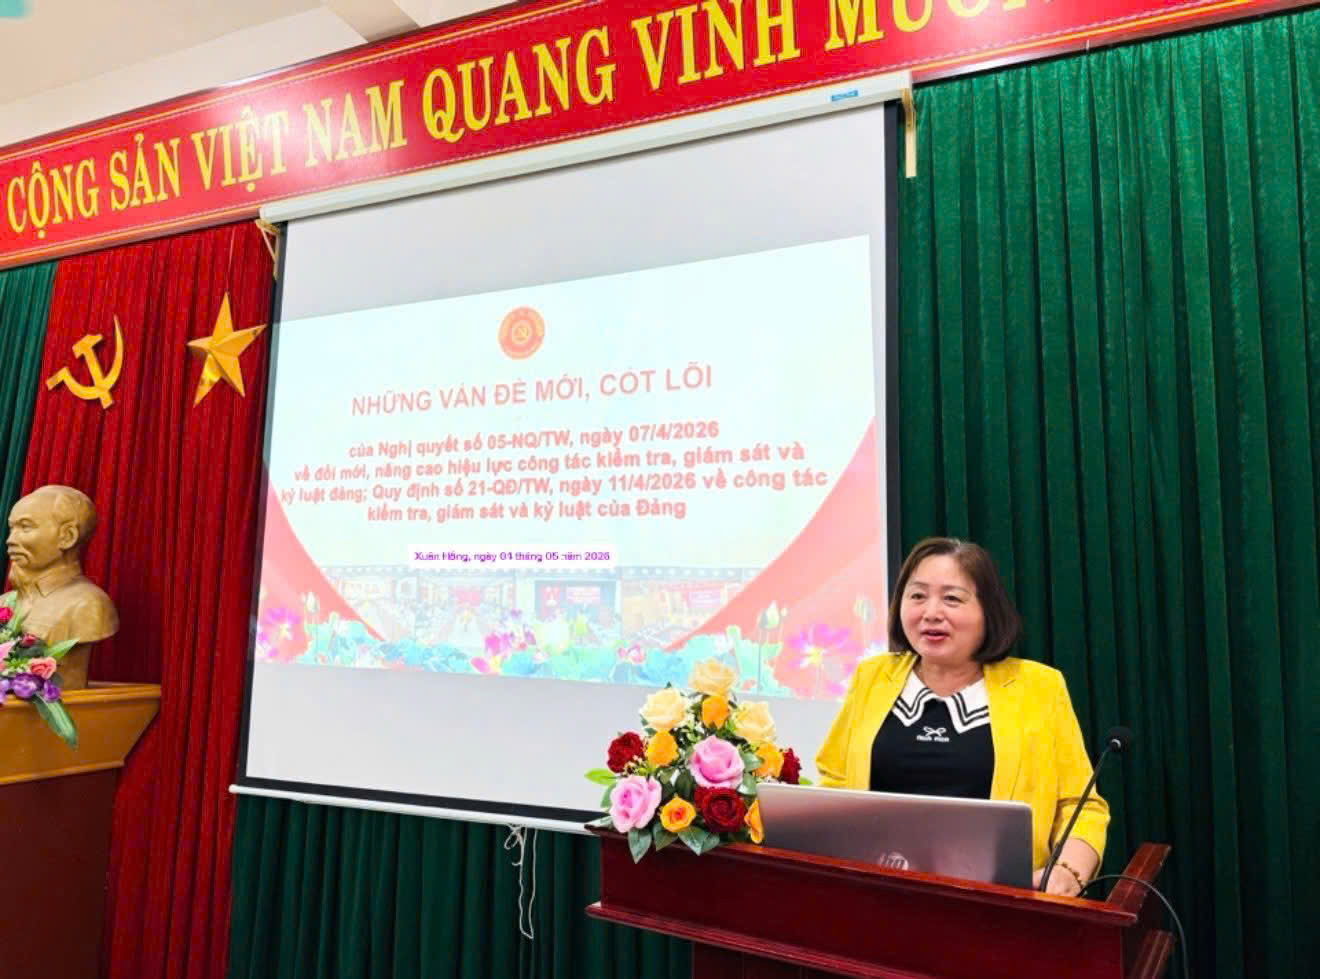 CỘNG SẢN VIỆT NAM QUANG VINH MUÔN
NHỮNG VẤN ĐỀ MỚI, CỐT LÕI
của Nghị quyết số 05-NQ/TW, ngày 07/4/2026
về đổi mới, nâng cao hiệu lực công tác kiểm tra, giám sát và
kỷ luật đảng; Quy định số 21-QĐ/TW, ngày 11/4/2026 về công tác
kiểm tra, giám sát và kỷ luật của Đảng
Xuân Hồng, ngày 04 tháng 05 năm 2026
hp